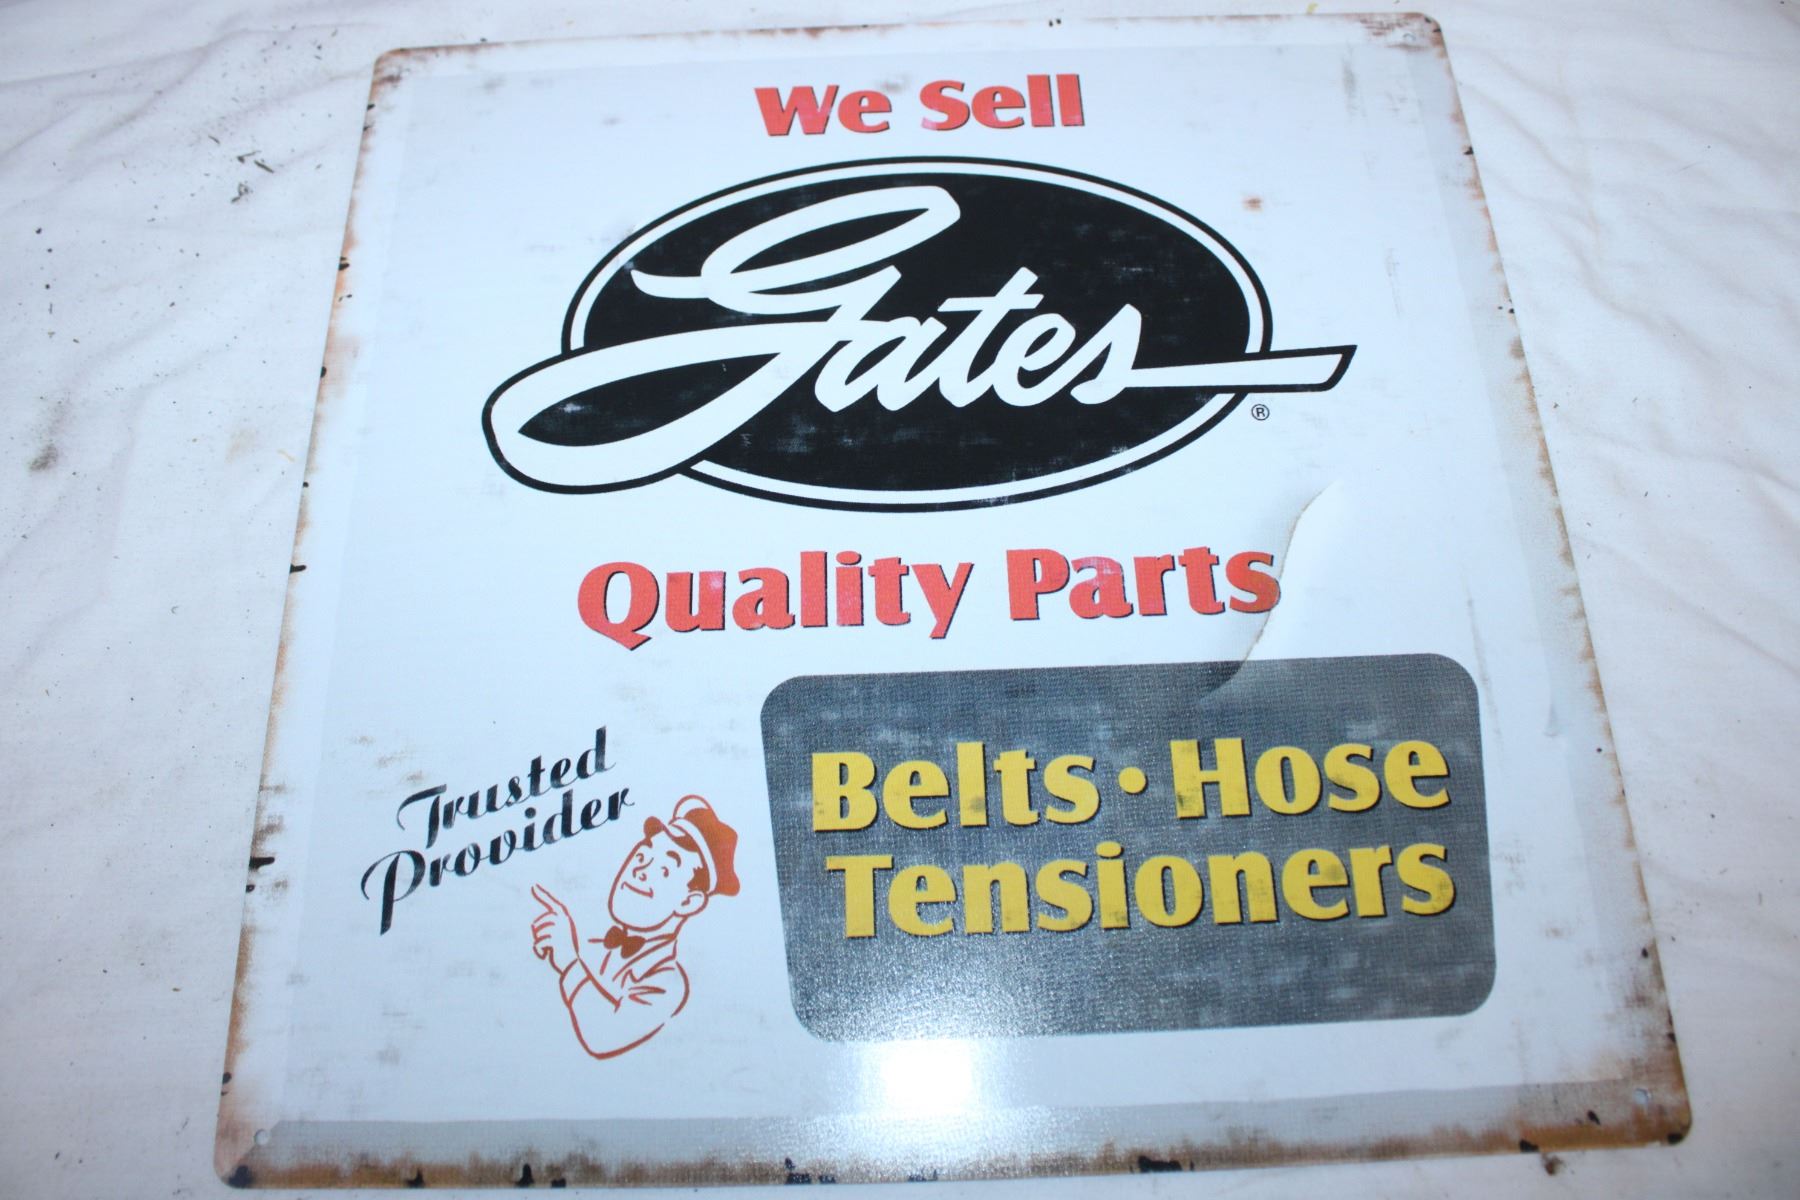 We Sell
Gates
®
Quality Parts
Trusted
Provider
Belts • Hose
Tensioners